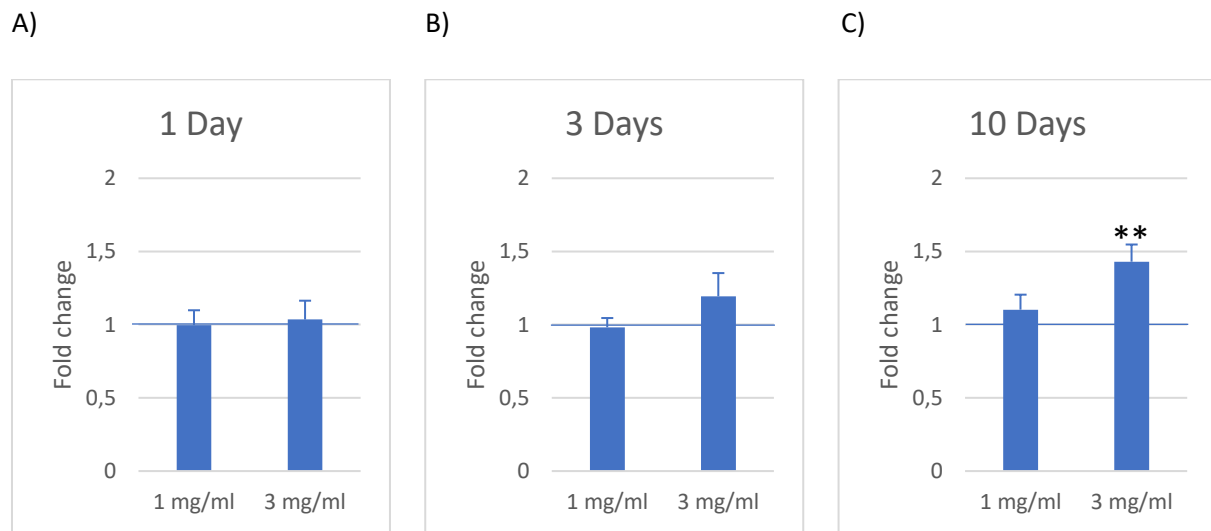 A)
B)
C)
1 Day
Fold change
2
1,5
1
0,5
0
1 mg/ml 3 mg/ml
3 Days
Fold change
2
1,5
1
0,5
0
1 mg/ml 3 mg/ml
10 Days
Fold change
2
1,5
1
0,5
0
**
1 mg/ml 3 mg/ml